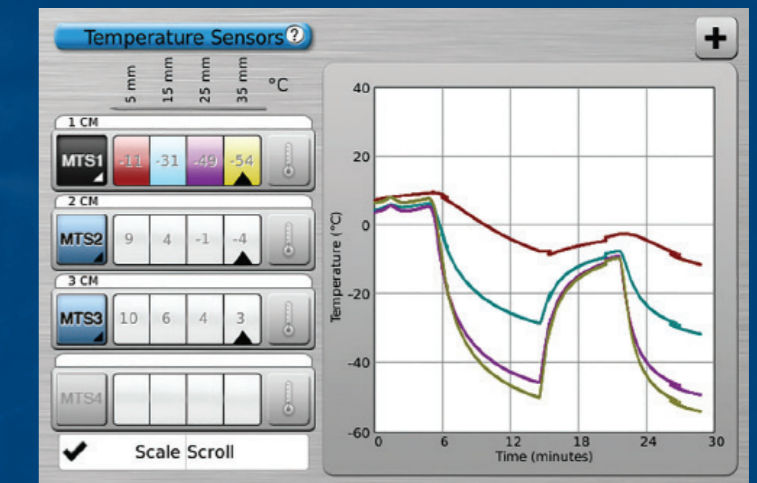 Temperature Sensors ?
+
5 mm 15 mm 25 mm 35 mm °C
1 CM
MTS1 -11 -31 -49 -54
2 CM
MTS2 9 4 -1 -4
3 CM
MTS3 10 6 4 3
MTS4
Scale Scroll
40
20
0
-20
-40
-60
Temperature (°C)
0 6 12 18 24 30
Time (minutes)